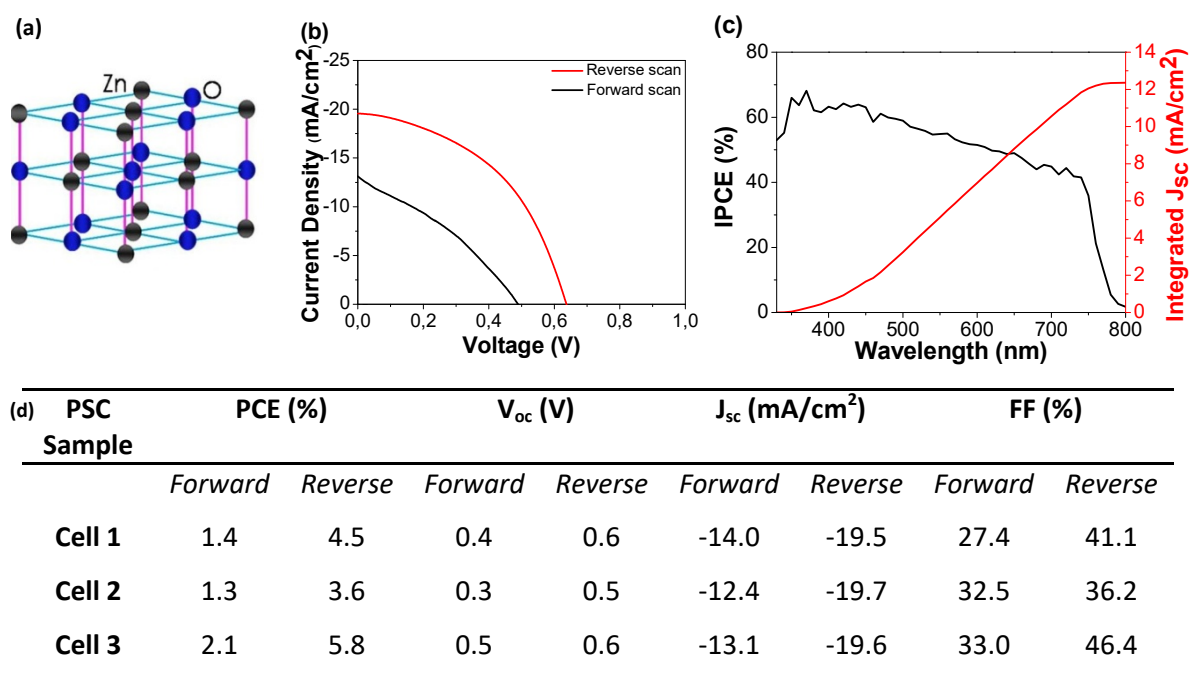 (a)
Zn
O
(b)
Current Density (mA/cm²)
-25
-20
-15
-10
-5
0
0,0 0,2 0,4 0,6 0,8 1,0
Voltage (V)
Reverse scan
Forward scan
(c)
IPCE (%)
80
60
40
20
0
400 500 600 700 800
Wavelength (nm)
14
12
10
8
6
4
2
0
Integrated Jsc (mA/cm²)
(d) PSC PCE (%) Voc (V) Jsc (mA/cm²) FF (%)
Sample
Forward Reverse Forward Reverse Forward Reverse Forward Reverse
Cell 1 1.4 4.5 0.4 0.6 -14.0 -19.5 27.4 41.1
Cell 2 1.3 3.6 0.3 0.5 -12.4 -19.7 32.5 36.2
Cell 3 2.1 5.8 0.5 0.6 -13.1 -19.6 33.0 46.4